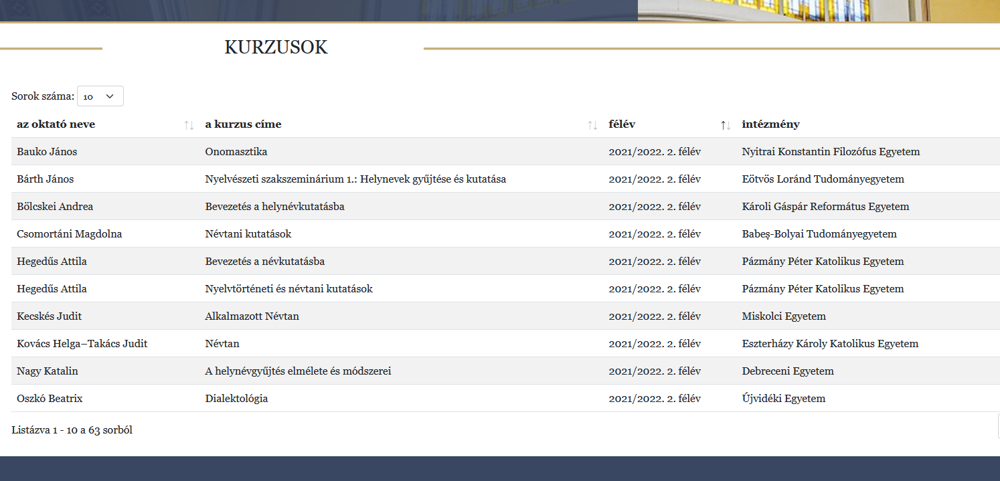 KURZUSOK
Sorok száma: 10
az oktató neve a kurzus címe félév intézmény
Bauko János Onomasztika 2021/2022. 2. félév Nyitrai Konstantin Filozófus Egyetem
Bárth János Nyelvészeti szakszeminárium 1.: Helynevek gyűjtése és kutatása 2021/2022. 2. félév Eötvös Loránd Tudományegyetem
Bölcskei Andrea Bevezetés a helynévkutatásba 2021/2022. 2. félév Károli Gáspár Református Egyetem
Csomortáni Magdolna Névtani kutatások 2021/2022. 2. félév Babeş-Bolyai Tudományegyetem
Hegedűs Attila Bevezetés a névkutatásba 2021/2022. 2. félév Pázmány Péter Katolikus Egyetem
Hegedűs Attila Nyelvtörténeti és névtani kutatások 2021/2022. 2. félév Pázmány Péter Katolikus Egyetem
Kecskés Judit Alkalmazott Névtan 2021/2022. 2. félév Miskolci Egyetem
Kovács Helga–Takács Judit Névtan 2021/2022. 2. félév Eszterházy Károly Katolikus Egyetem
Nagy Katalin A helynévgyűjtés elmélete és módszerei 2021/2022. 2. félév Debreceni Egyetem
Oszkó Beatrix Dialektológia 2021/2022. 2. félév Újvidéki Egyetem
Listázva 1 - 10 a 63 sorból